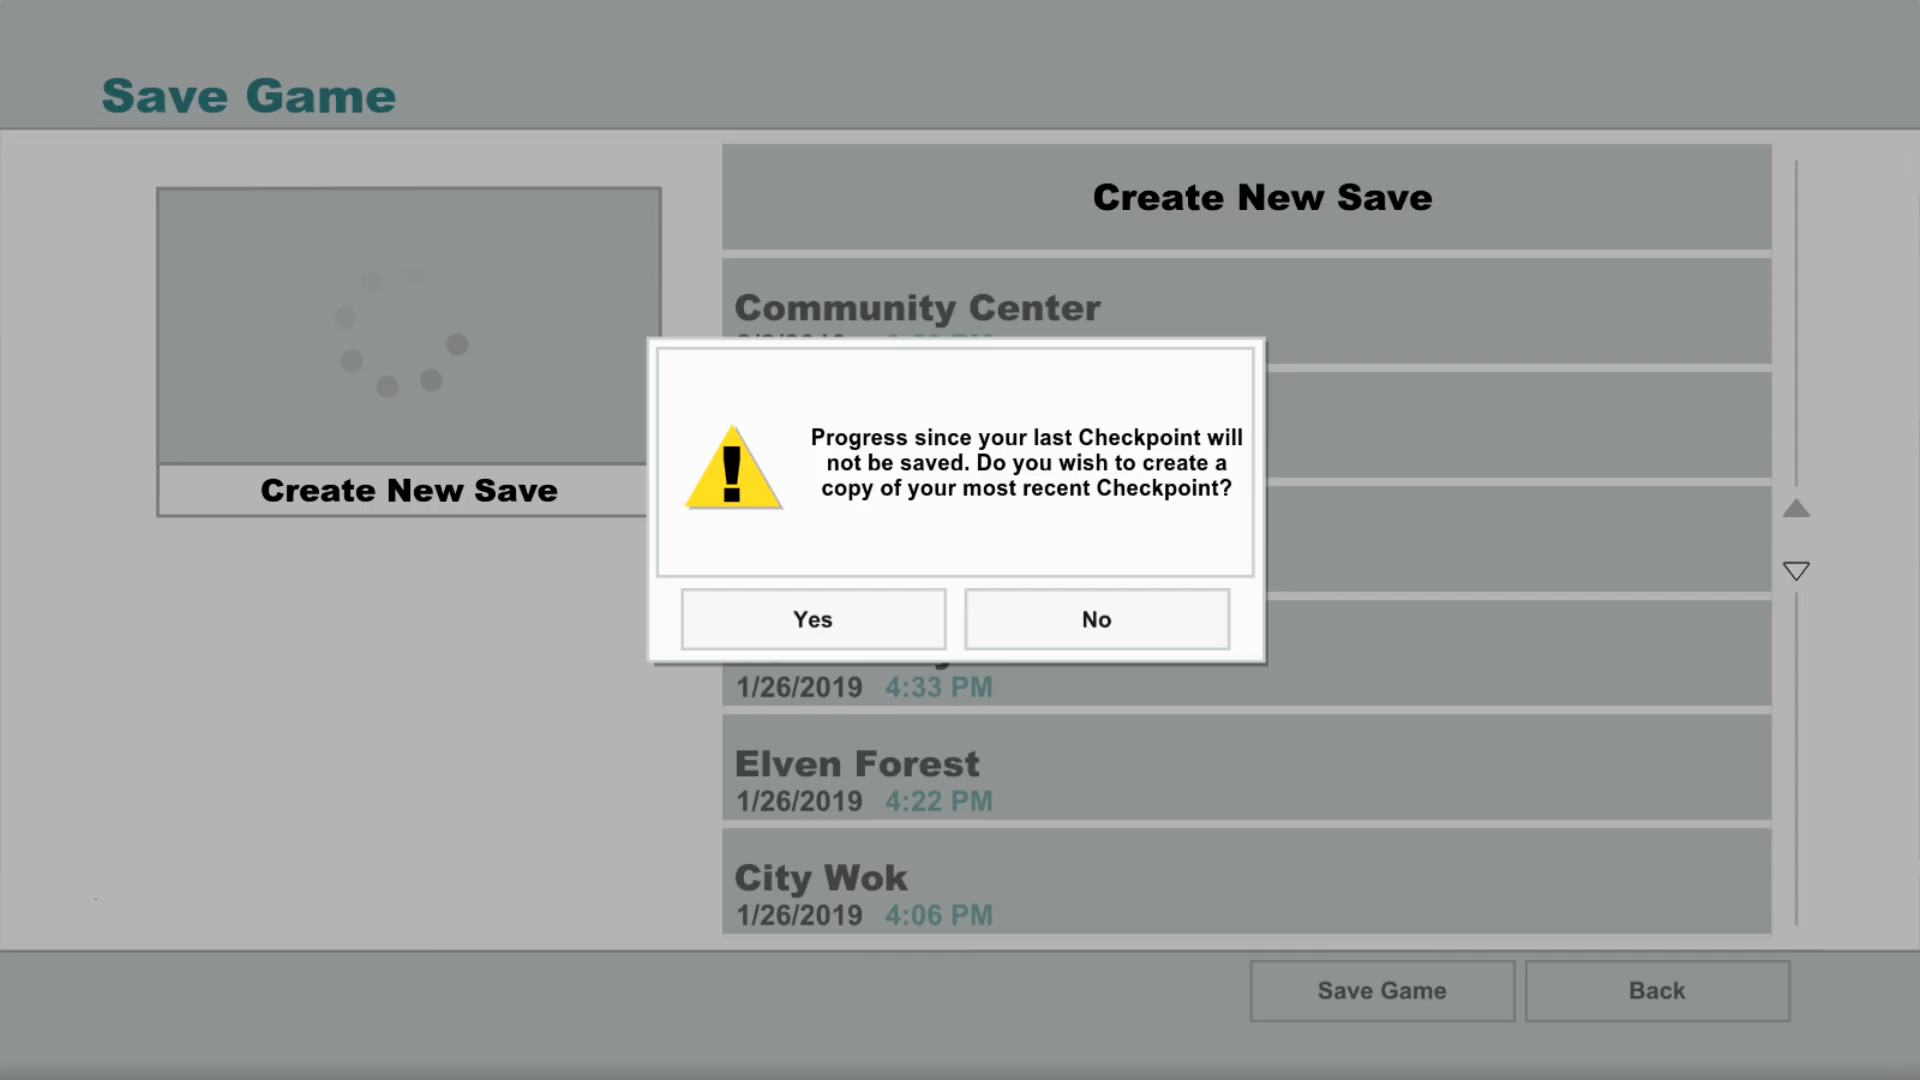 Save Game
Create New Save
Community Center
Progress since your last Checkpoint will
not be saved. Do you wish to create a
copy of your most recent Checkpoint?
Create New Save
Yes
No
1/26/2019 4:33 PM
Elven Forest
1/26/2019 4:22 PM
City Wok
1/26/2019 4:06 PM
Save Game
Back